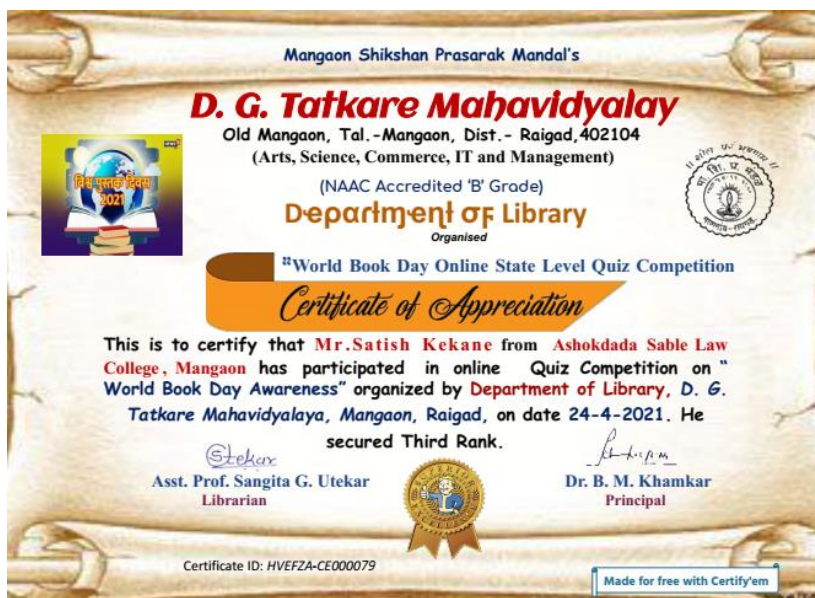 Mangaon Shikshan Prasarak Mandal's
D. G. Tatkare Mahavidyalay
Old Mangaon, Tal.-Mangaon, Dist.- Raigad,402104
(Arts, Science, Commerce, IT and Management)
(NAAC Accredited 'B' Grade)
Department of Library
Organised
विश्व पुस्तक दिवस
2021
"World Book Day Online State Level Quiz Competition
Certificate of Appreciation
This is to certify that Mr.Satish Kekane from Ashokdada Sable Law
College, Mangaon has participated in online Quiz Competition on "
World Book Day Awareness" organized by Department of Library, D. G.
Tatkare Mahavidyalaya, Mangaon, Raigad, on date 24-4-2021. He
secured Third Rank.
Asst. Prof. Sangita G. Utekar
Librarian
Dr. B. M. Khamkar
Principal
Certificate ID: HVEFZA-CE000079
Made for free with Certify'em